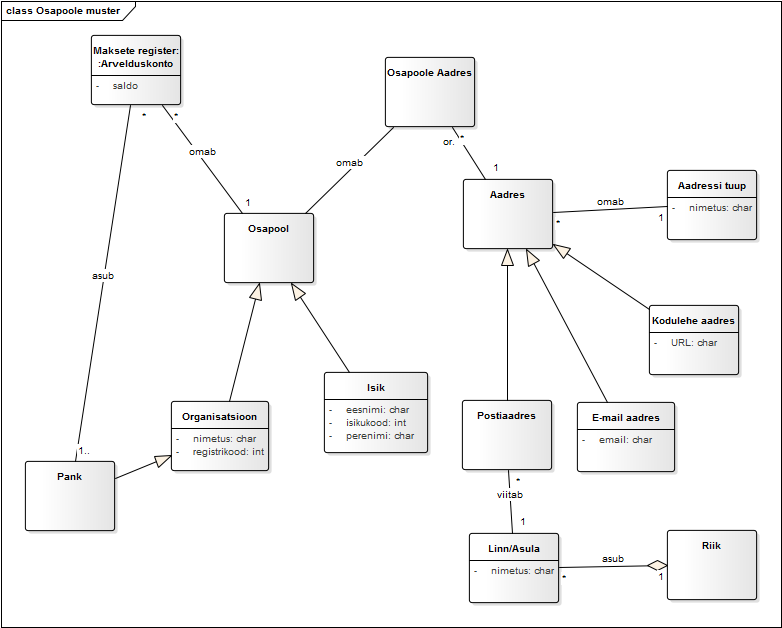 class Osapoole muster
Maksete register:
:Arvelduskonto
- saldo
Osapoole Aadres
* *
omab
1
omab
or. *
1
Aadres
Aadressi tuup
- nimetus: char
omab
* 1
Osapool
asub
Kodulehe aadres
- URL: char
Isik
- eesnimi: char
- isikukood: int
- perenimi: char
Organisatsioon
- nimetus: char
- registrikood: int
Postiaadres
E-mail aadres
- email: char
1..
Pank
*
viitab
1
Linn/Asula
- nimetus: char
asub
* 1
Riik